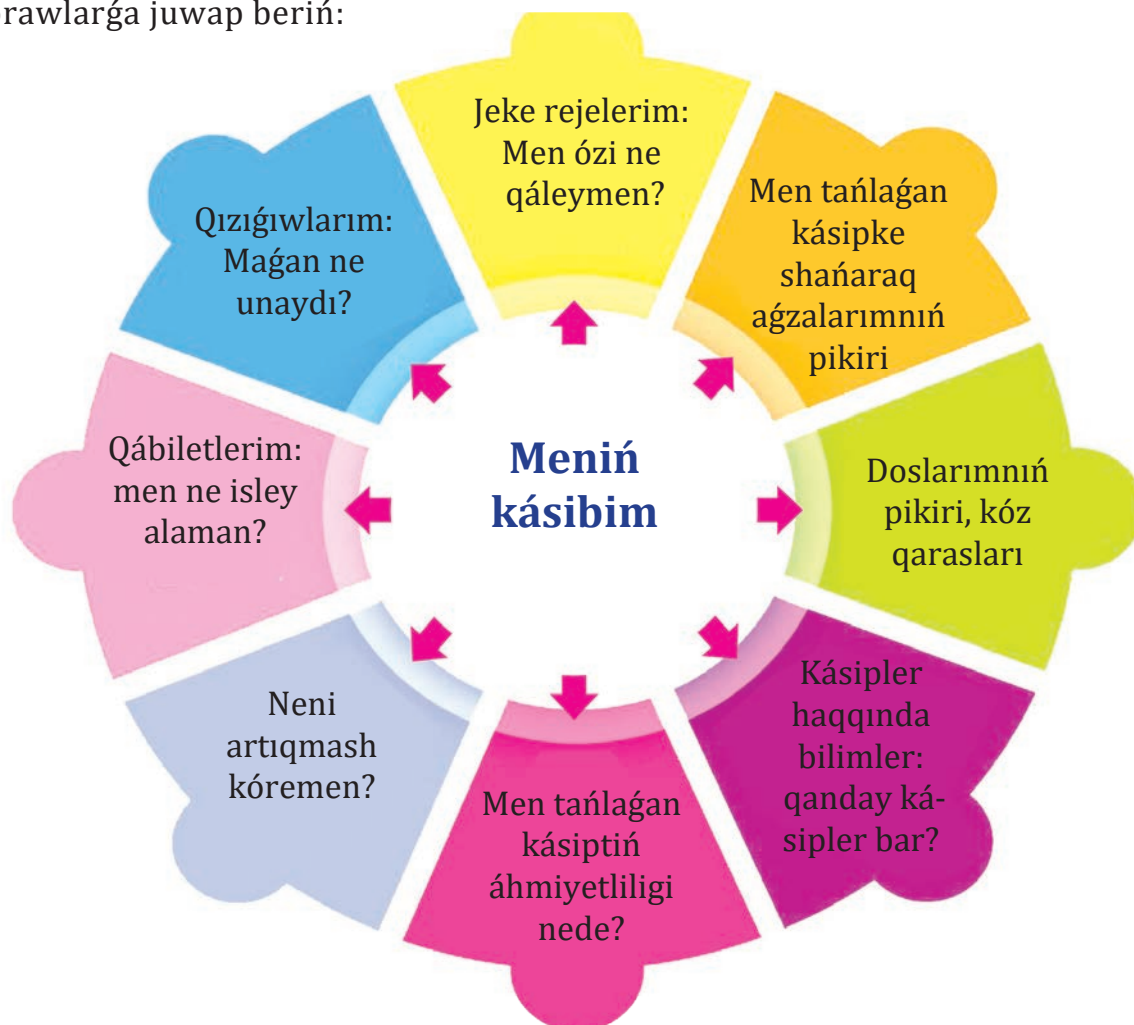 orawlarǵa juwap beriń:
Jeke rejelerim:
Men ózi ne
qáleymen?
Men tańlaǵan
kásipke
shańaraq
aǵzalarımnıń
pikiri
Doslarımnıń
pikiri, kóz
qarasları
Kásipler
haqqında
bilimler:
qanday ká-
sipler bar?
Men tańlaǵan
kásiptiń
áhmiyetliligi
nede?
Neni
artıqmash
kóremen?
Qábiletlerim:
men ne isley
alaman?
Qızıǵıwlarım:
Maǵan ne
unaydı?
Meniń
kásibim